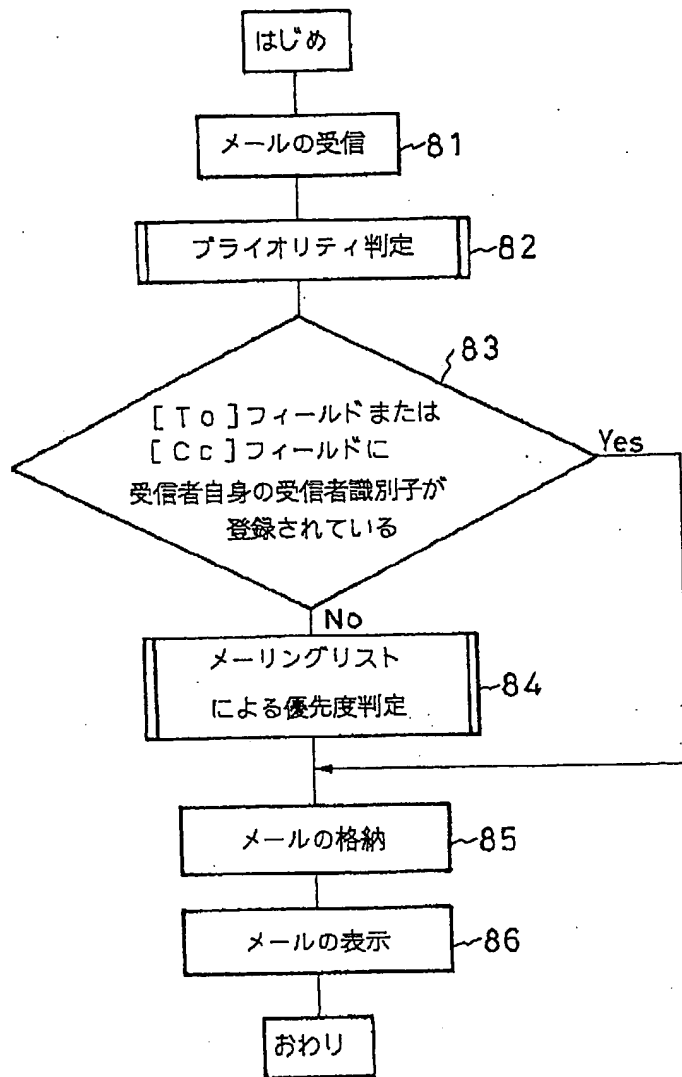 はじめ
メールの受信
81
プライオリティ判定
82
83
[To]フィールドまたは
[Cc]フィールドに
受信者自身の受信者識別子が
登録されている
Yes
No
メーリングリスト
による優先度判定
84
メールの格納
85
メールの表示
86
おわり